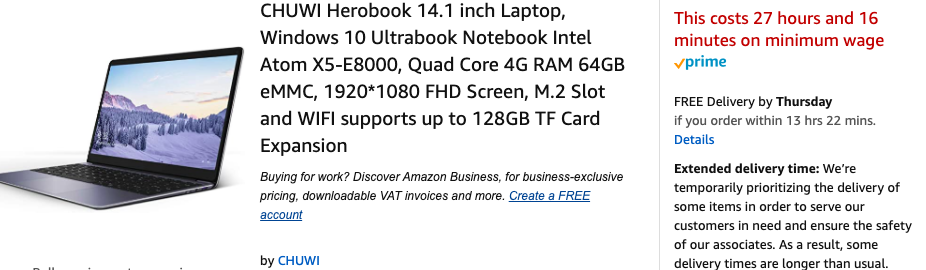 CHUWI Herobook 14.1 inch Laptop,
Windows 10 Ultrabook Notebook Intel
Atom X5-E8000, Quad Core 4G RAM 64GB
eMMC, 1920*1080 FHD Screen, M.2 Slot
and WIFI supports up to 128GB TF Card
Expansion
Buying for work? Discover Amazon Business, for business-exclusive
pricing, downloadable VAT invoices and more. Create a FREE
account
by CHUWI
This costs 27 hours and 16
minutes on minimum wage
prime
FREE Delivery by Thursday
if you order within 13 hrs 22 mins.
Details
Extended delivery time: We're
temporarily prioritizing the delivery of
some items in order to serve our
customers in need and ensure the safety
of our associates. As a result, some
delivery times are longer than usual.